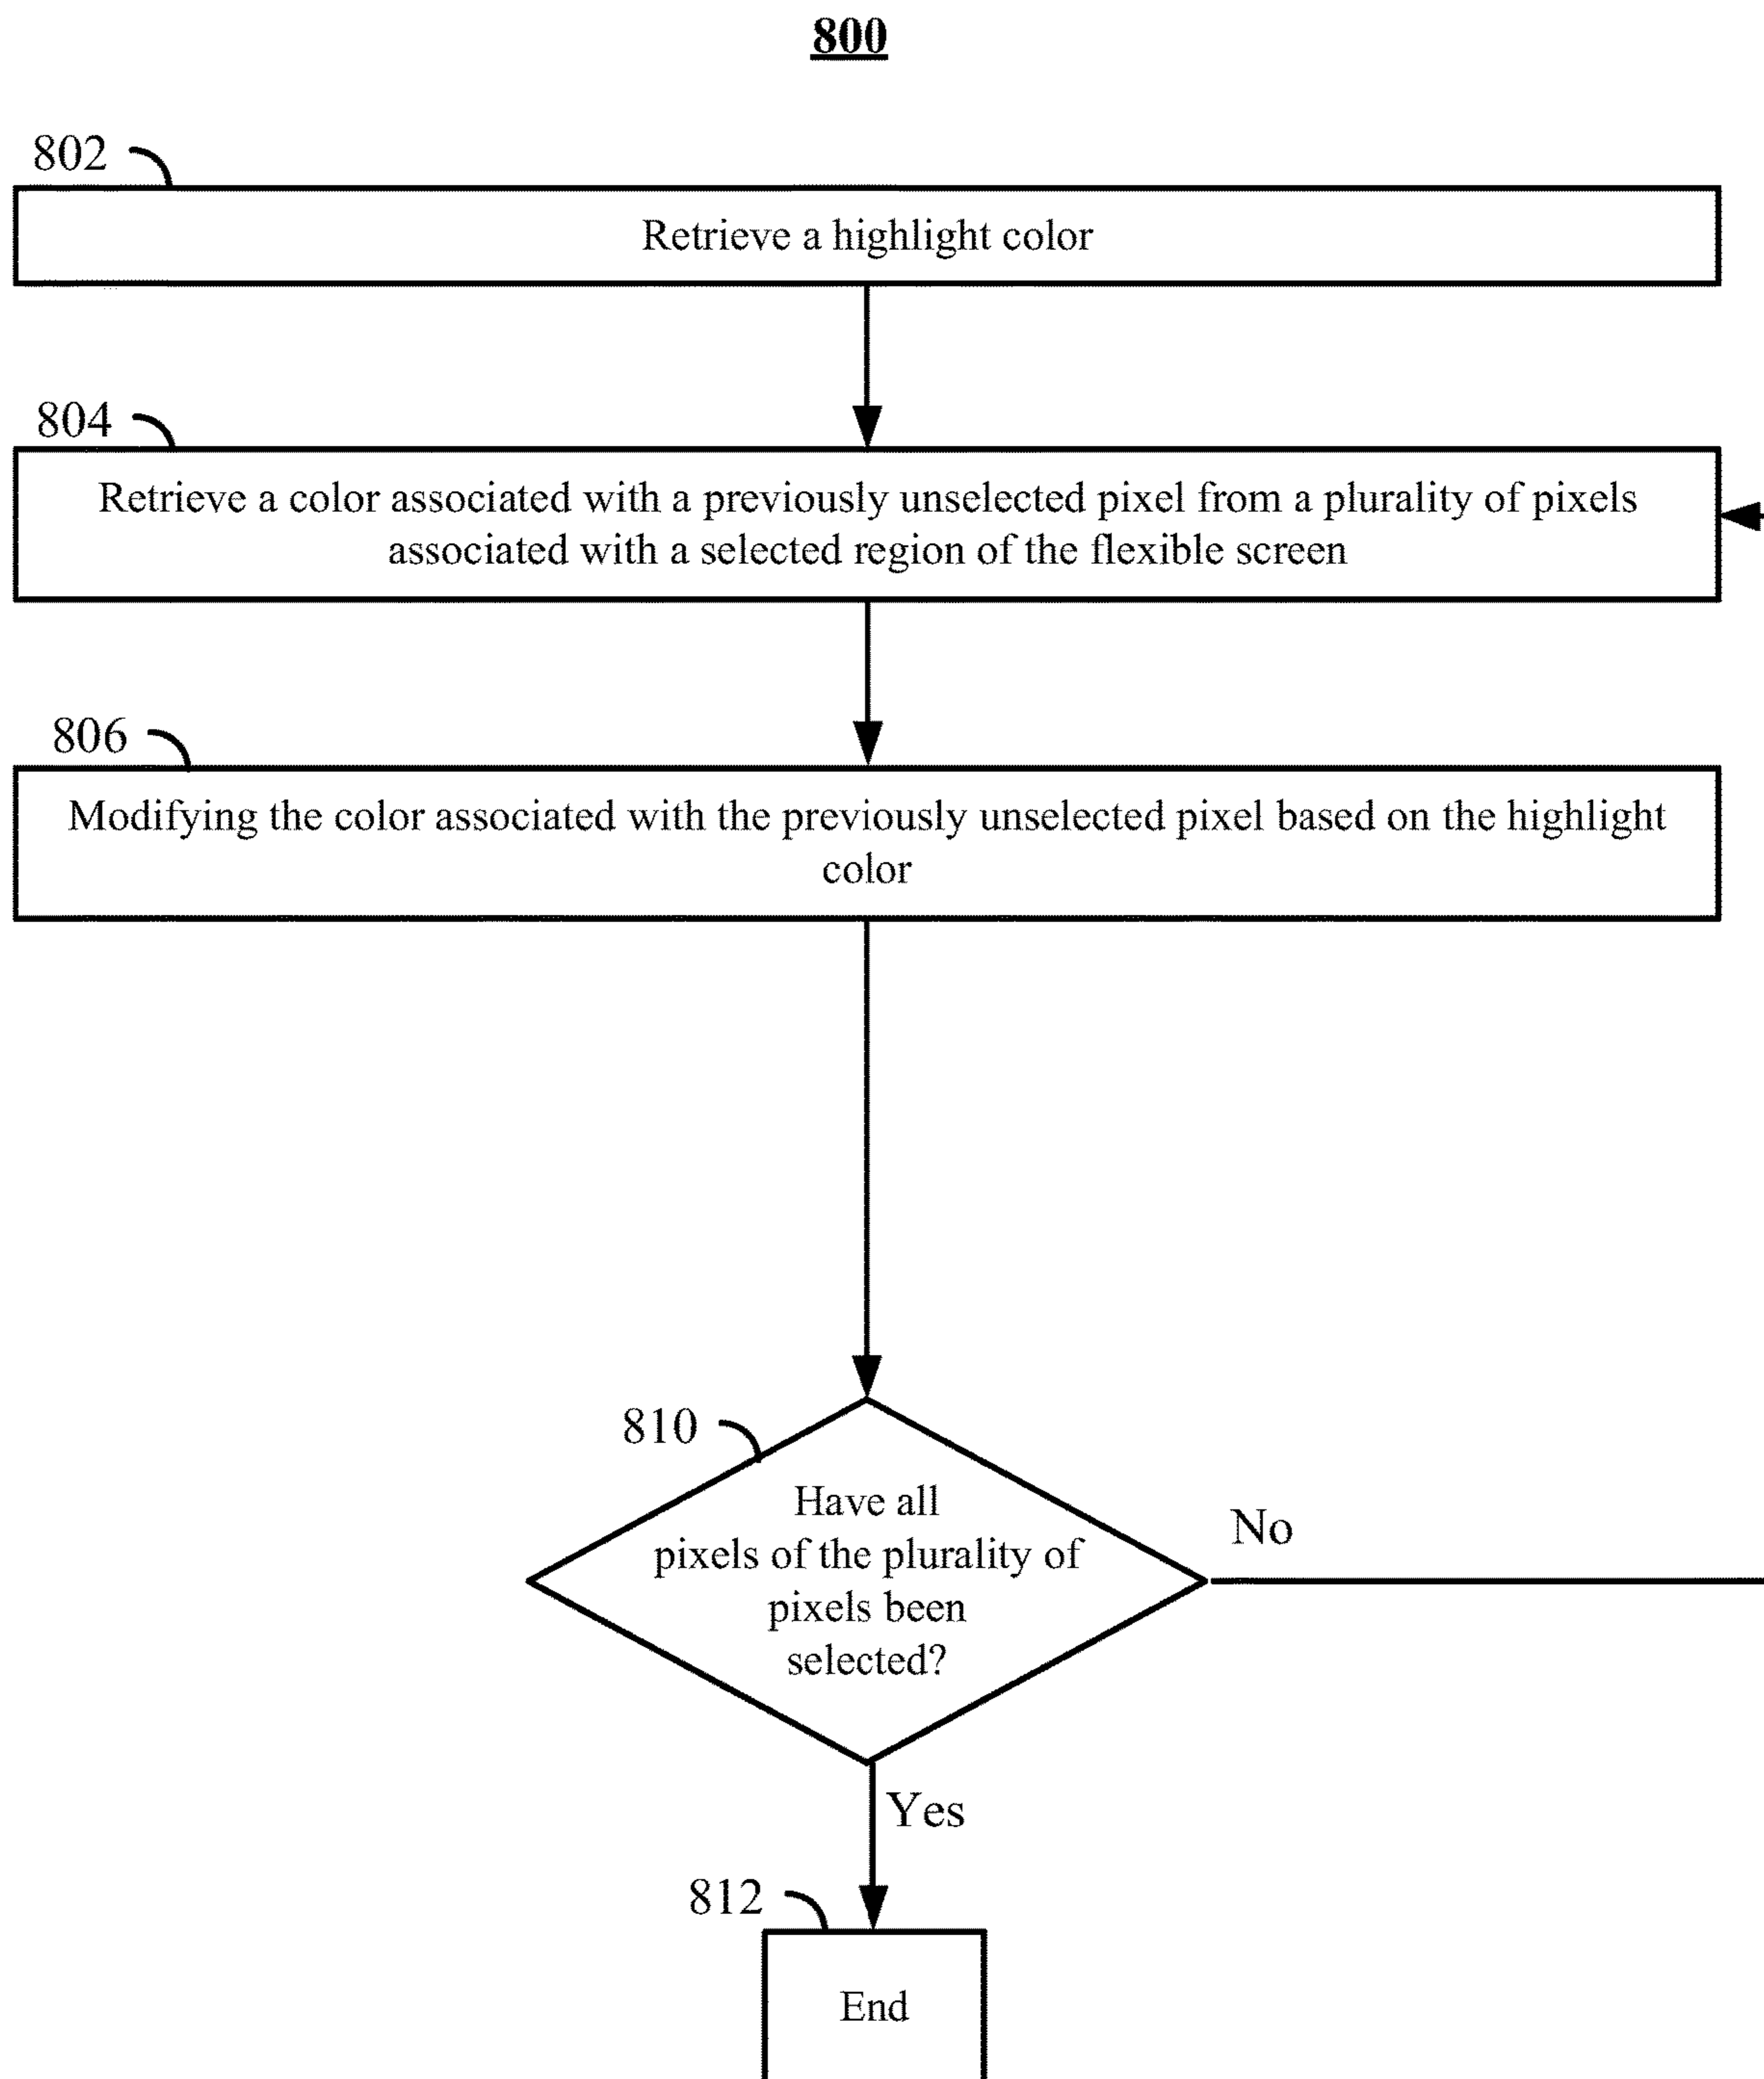 800
802
Retrieve a highlight color
804
Retrieve a color associated with a previously unselected pixel from a plurality of pixels
associated with a selected region of the flexible screen
806
Modifying the color associated with the previously unselected pixel based on the highlight
color
810
Have all
pixels of the plurality of
pixels been
selected?
No
Yes
812
End